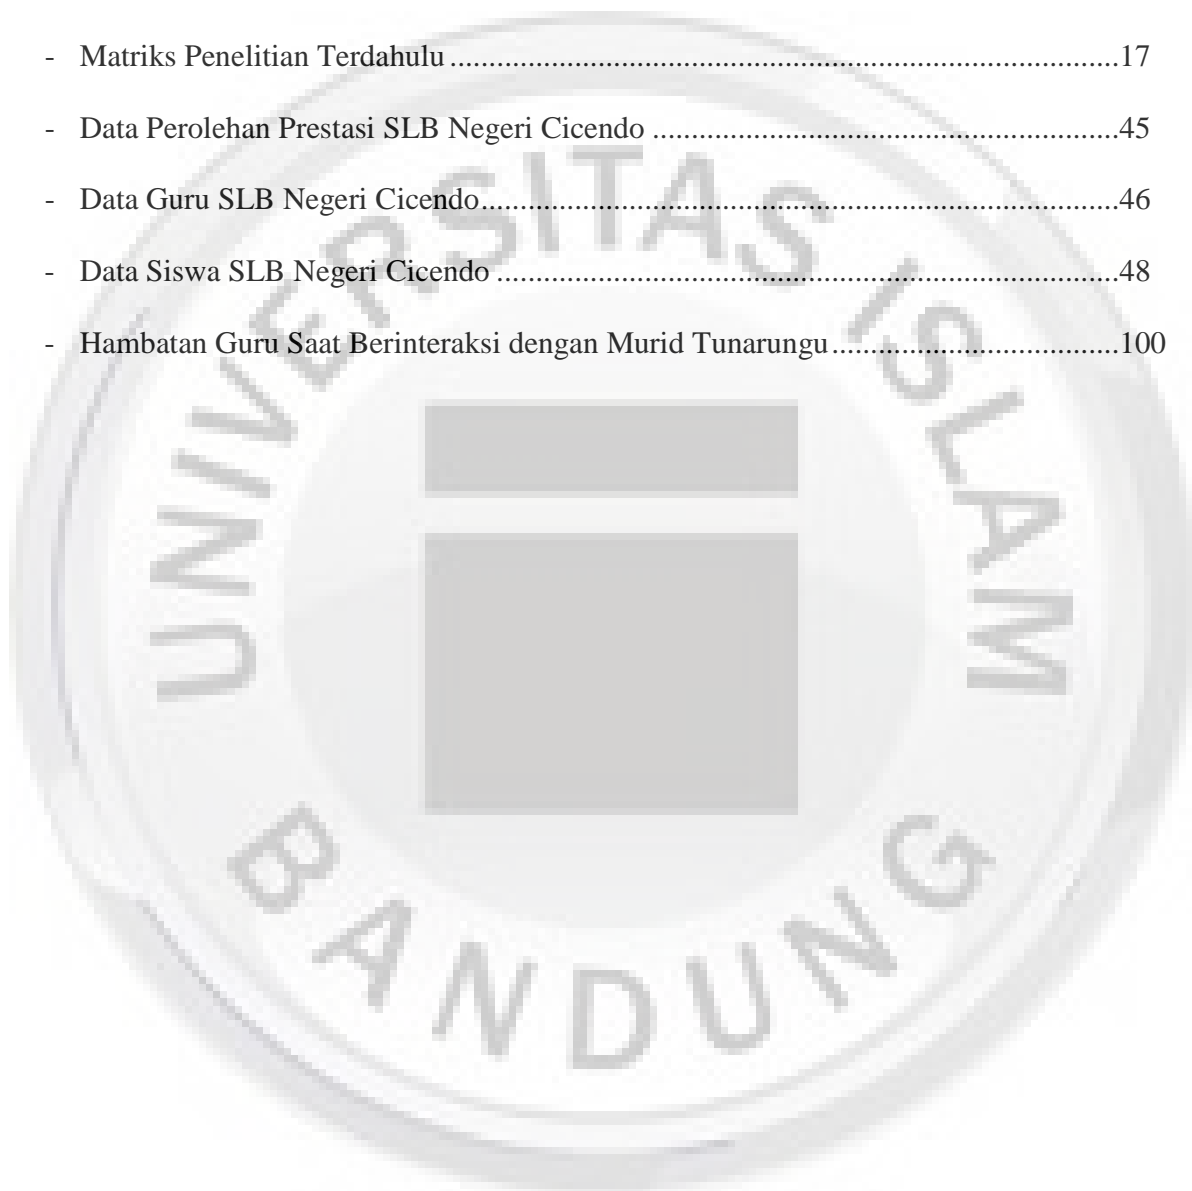 - Matriks Penelitian Terdahulu ........................................................................17
- Data Perolehan Prestasi SLB Negeri Cicendo ..................................................45
- Data Guru SLB Negeri Cicendo.....................................................................46
- Data Siswa SLB Negeri Cicendo ...................................................................48
- Hambatan Guru Saat Berinteraksi dengan Murid Tunarungu...............................100
UNIVERSITAS ISLAM
BANDUNG